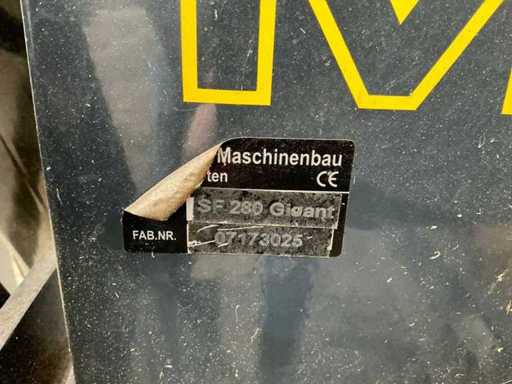 Maschinenbau
ten CE
SF 280 Gigant
FAB.NR. 07173025